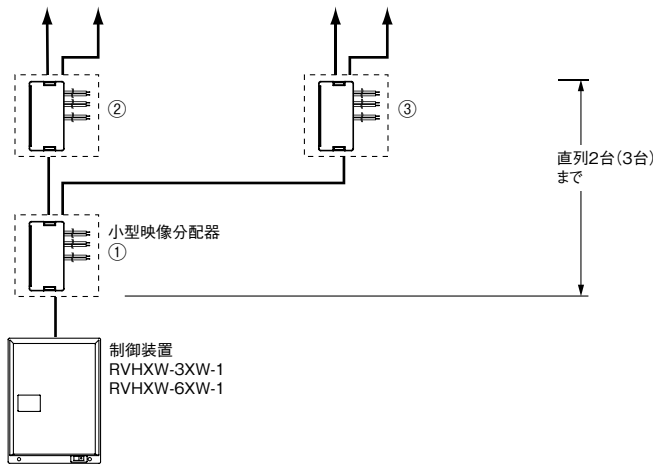 ②
③
直列2台(3台)
まで
小型映像分配器
①
制御装置
RVHXW-3XW-1
RVHXW-6XW-1